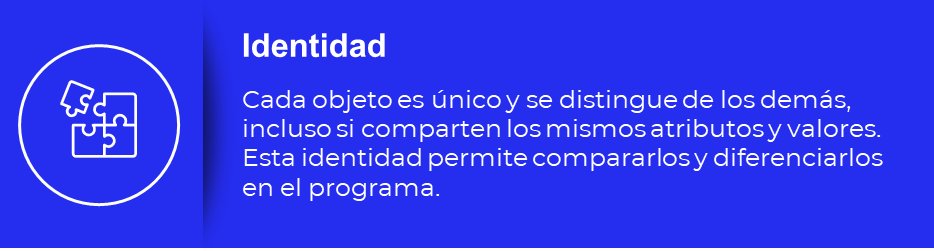 Identidad
Cada objeto es único y se distingue de los demás,
incluso si comparten los mismos atributos y valores.
Esta identidad permite compararlos y diferenciarlos
en el programa.